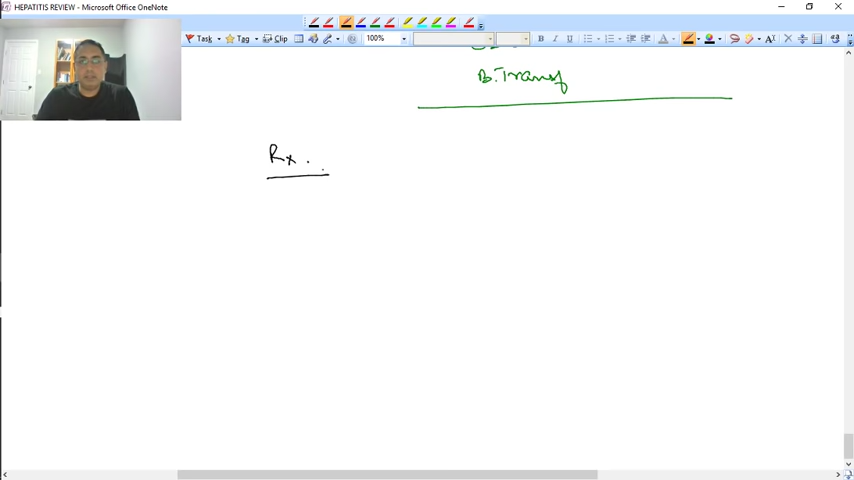 HEPATITIS REVIEW - Microsoft Office OneNote
Task Tag Clip 100% B I U A A
B. Transf
Rx.